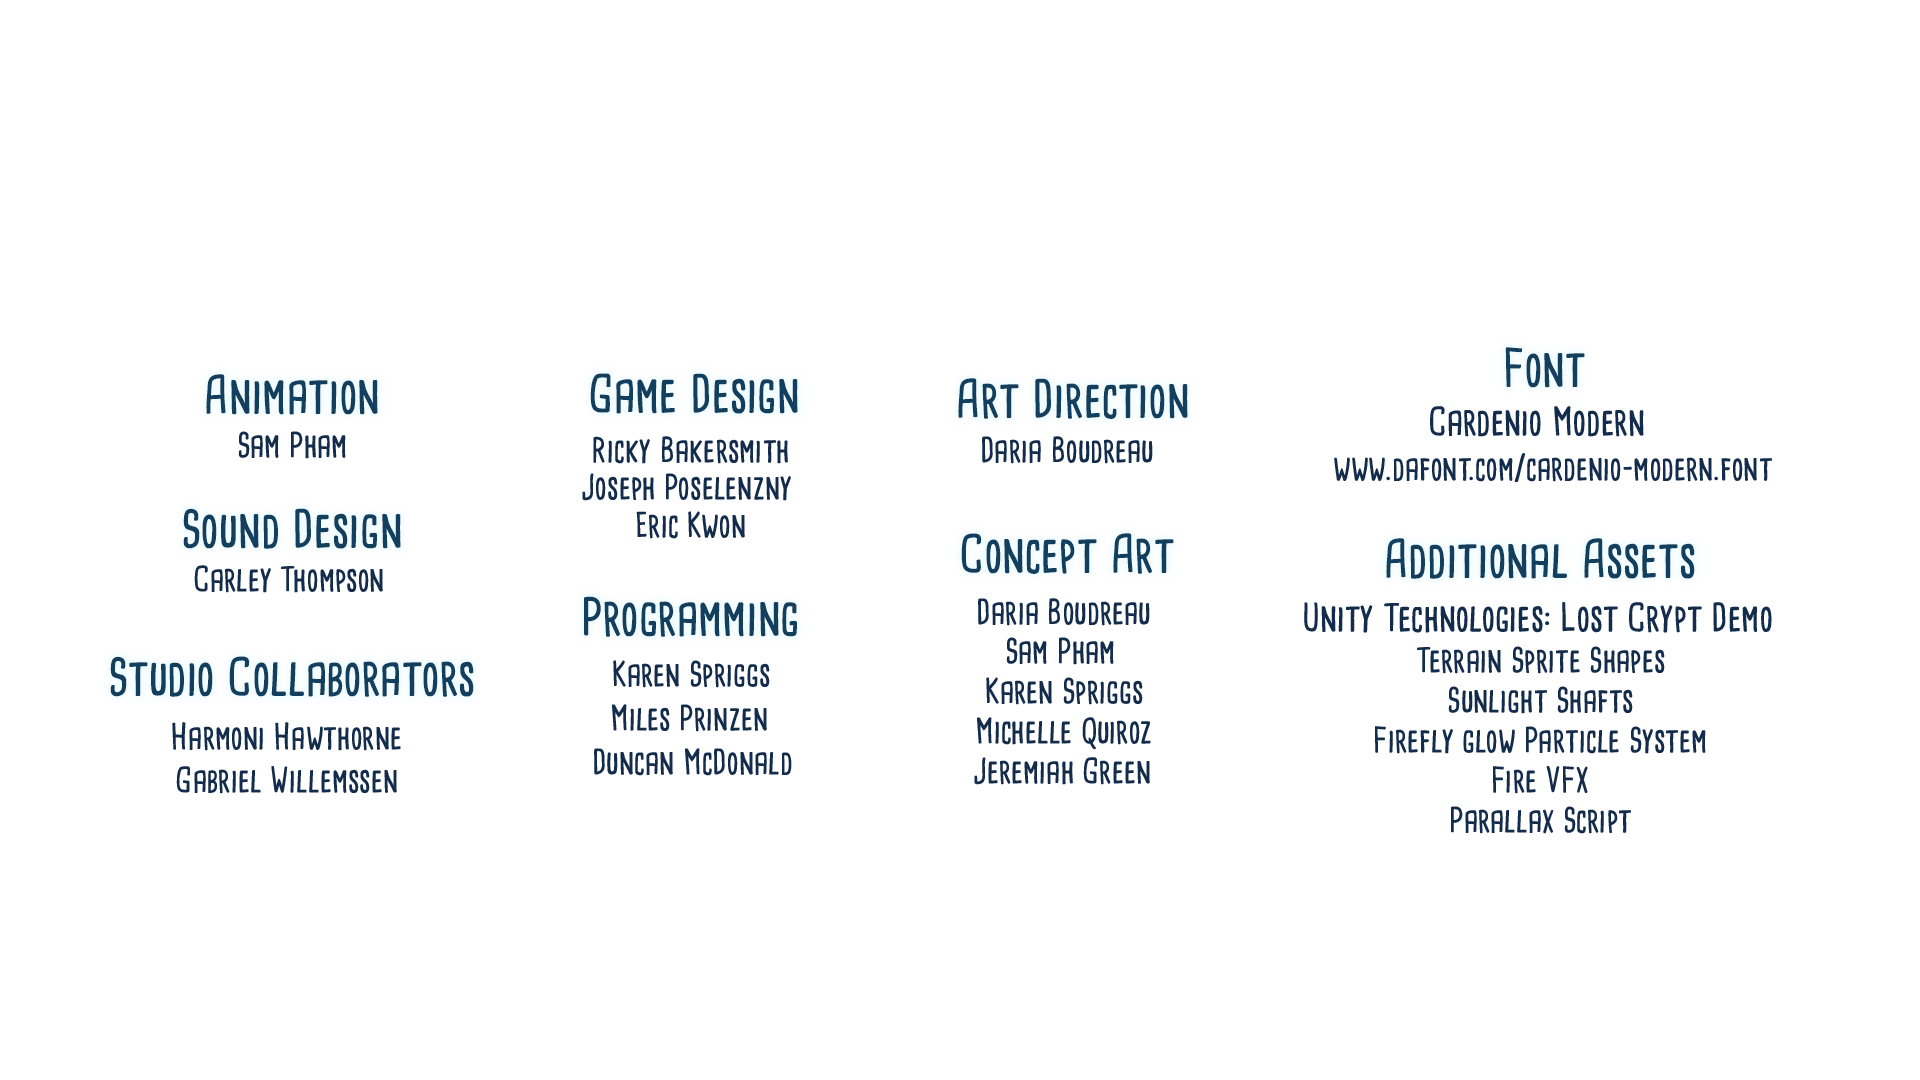 Animation
Sam Pham
Sound Design
Carley Thompson
Studio Collaborators
Harmoni Hawthorne
Gabriel Willemssen
Game Design
Ricky Bakersmith
Joseph Poselenzny
Eric Kwon
Programming
Karen Spriggs
Miles Prinzen
Duncan McDonald
Art Direction
Daria Boudreau
Concept Art
Daria Boudreau
Sam Pham
Karen Spriggs
Michelle Quiroz
Jeremiah Green
Font
Cardenio Modern
www.dafont.com/cardenio-modern.font
Additional Assets
Unity Technologies: Lost Crypt Demo
Terrain Sprite Shapes
Sunlight Shafts
Firefly glow Particle System
Fire VFX
Parallax Script